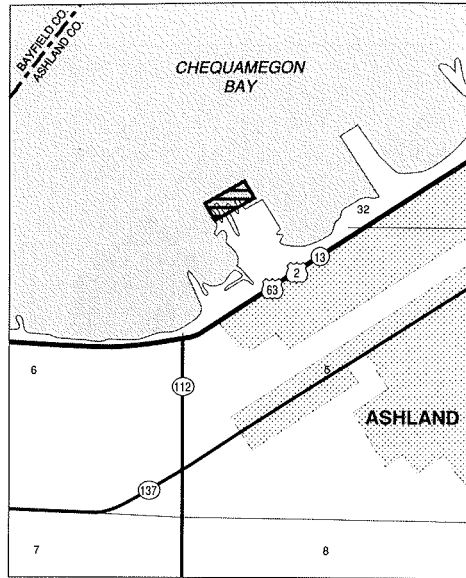 BAYFIELD CO.
ASHLAND CO.
CHEQUAMEGON
BAY
32
13
2
63
6
112
5
ASHLAND
137
7
8